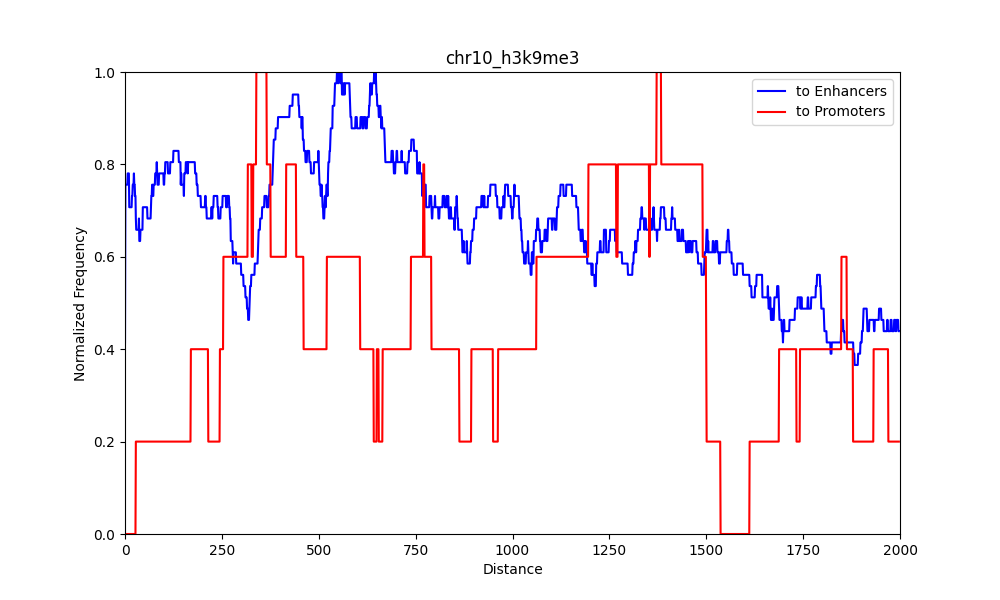 chr10_h3k9me3
to Enhancers
to Promoters
Normalized Frequency
1.0
0.8
0.6
0.4
0.2
0.0
0 250 500 750 1000 1250 1500 1750 2000
Distance